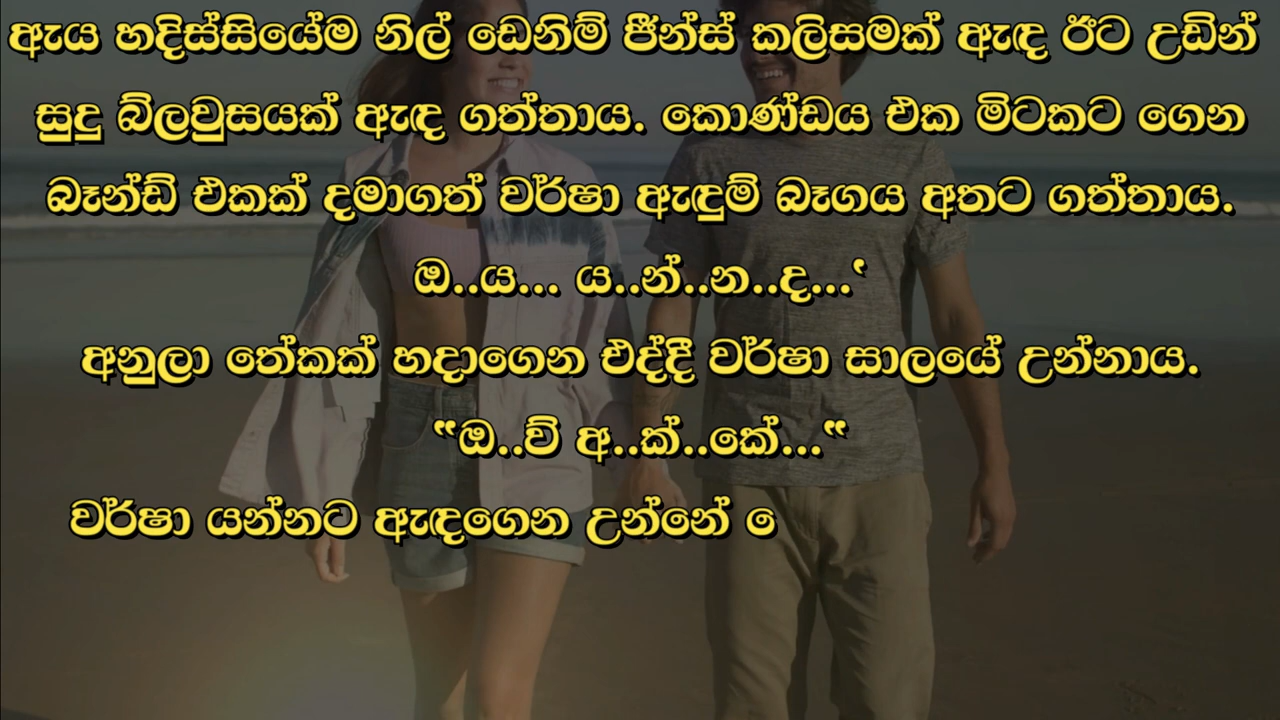 ඇය හදිස්සියේම නිල් ඩෙනිම් ජීන්ස් කලිසමක් ඇඳ ඊට උඩින්
සුදු බ්ලවුසයක් ඇඳ ගත්තාය. කොණ්ඩය එක මිටකට ගෙන
බෑන්ඩ් එකක් දමාගත් වර්ෂා ඇඳුම් බෑගය අතට ගත්තාය.
ඔ..ය... ය..න්..න..ද...‛
අනුලා තේකක් හදාගෙන එද්දී වර්ෂා සාලයේ උන්නාය.
‟ඔ..ව් අ..ක්..කේ...‟
වර්ෂා යන්නට ඇඳගෙන උන්නේ ෙ